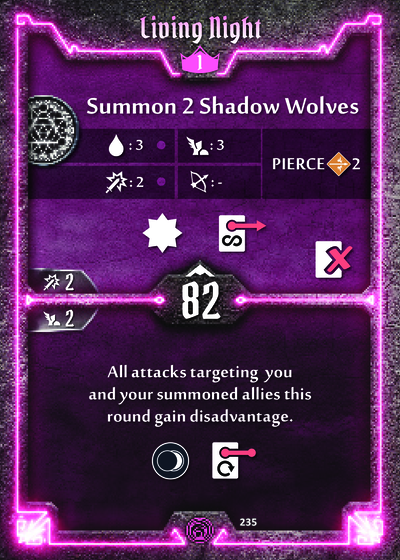 Living Night
1
Summon 2 Shadow Wolves
: 3
: 3
PIERCE 2
: 2
: -
2
82
2
All attacks targeting you
and your summoned allies this
round gain disadvantage.
235